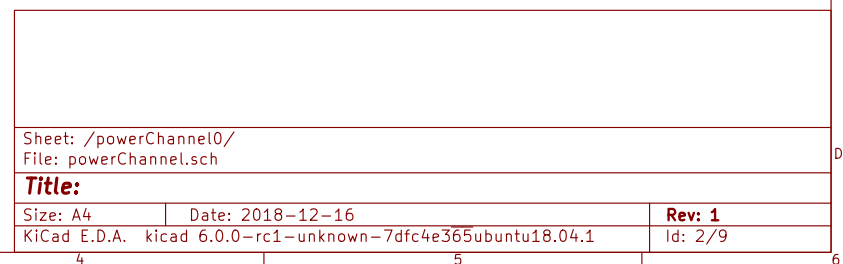 Sheet: /powerChannel0/
File: powerChannel.sch
D
Title:
Size: A4 Date: 2018-12-16 Rev: 1
KiCad E.D.A. kicad 6.0.0-rc1-unknown-7dfc4e365ubuntu18.04.1 Id: 2/9
4 5 6